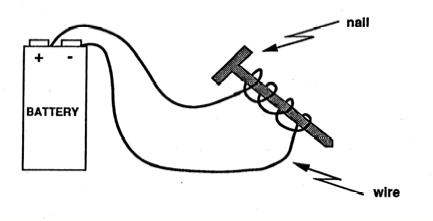 nail
+ -
BATTERY
wire